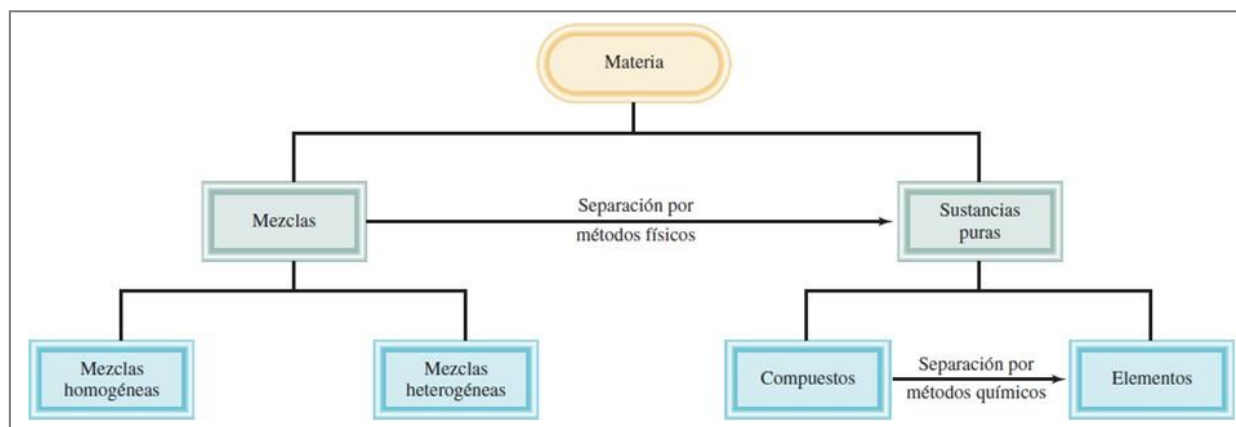 Materia
Mezclas
Separación por
métodos físicos
Sustancias
puras
Mezclas
homogéneas
Mezclas
heterogéneas
Compuestos
Separación por
métodos químicos
Elementos